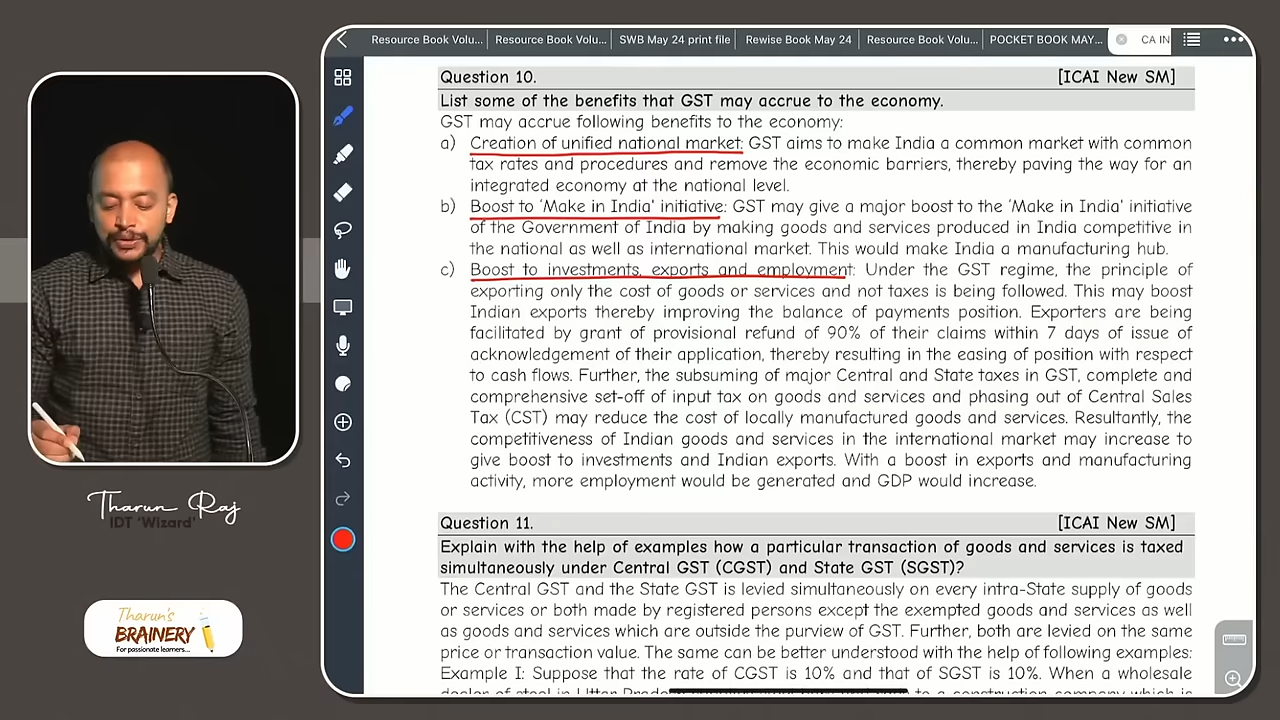 Resource Book Volu...
Resource Book Volu...
SWB May 24 print file
Rewise Book May 24
Resource Book Volu...
POCKET BOOK MAY...
CA IN
Question 10. [ICAI New SM]
List some of the benefits that GST may accrue to the economy.
GST may accrue following benefits to the economy:
a) Creation of unified national market: GST aims to make India a common market with common
tax rates and procedures and remove the economic barriers, thereby paving the way for an
integrated economy at the national level.
b) Boost to 'Make in India' initiative: GST may give a major boost to the 'Make in India' initiative
of the Government of India by making goods and services produced in India competitive in
the national as well as international market. This would make India a manufacturing hub.
c) Boost to investments, exports and employment: Under the GST regime, the principle of
exporting only the cost of goods or services and not taxes is being followed. This may boost
Indian exports thereby improving the balance of payments position. Exporters are being
facilitated by grant of provisional refund of 90% of their claims within 7 days of issue of
acknowledgement of their application, thereby resulting in the easing of position with respect
to cash flows. Further, the subsuming of major Central and State taxes in GST, complete and
comprehensive set-off of input tax on goods and services and phasing out of Central Sales
Tax (CST) may reduce the cost of locally manufactured goods and services. Resultantly, the
competitiveness of Indian goods and services in the international market may increase to
give boost to investments and Indian exports. With a boost in exports and manufacturing
activity, more employment would be generated and GDP would increase.
Question 11. [ICAI New SM]
Explain with the help of examples how a particular transaction of goods and services is taxed
simultaneously under Central GST (CGST) and State GST (SGST)?
The Central GST and the State GST is levied simultaneously on every intra-State supply of goods
or services or both made by registered persons except the exempted goods and services as well
as goods and services which are outside the purview of GST. Further, both are levied on the same
price or transaction value. The same can be better understood with the help of following examples:
Example I: Suppose that the rate of CGST is 10% and that of SGST is 10%. When a wholesale
dealer of steel in Uttar Prade to a construction company which is
Tharun Raj
IDT 'Wizard'
Tharun's
BRAINERY
For passionate learners...